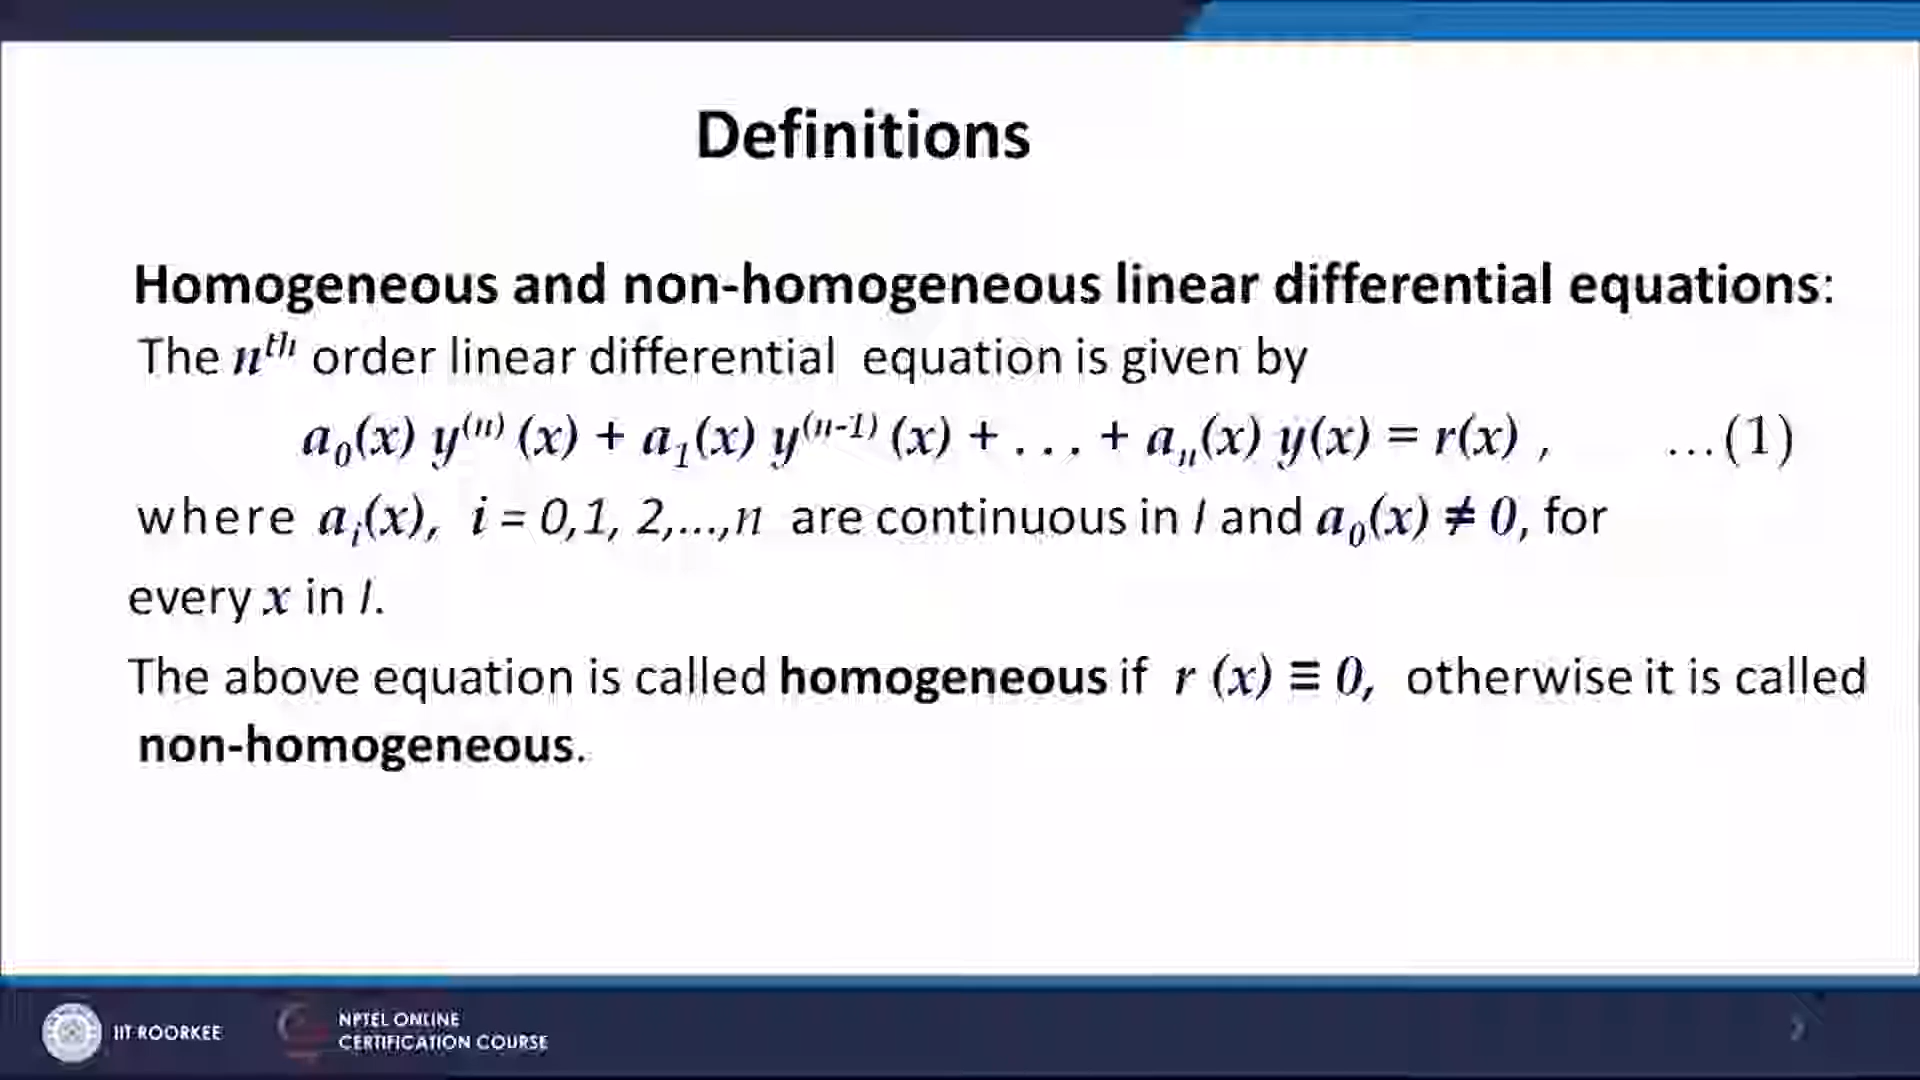 Definitions
Homogeneous and non-homogeneous linear differential equations:
The nᵗʰ order linear differential equation is given by
a₀(x) y⁽ⁿ⁾ (x) + a₁(x) y⁽ⁿ⁻¹⁾ (x) + . . . + aₙ(x) y(x) = r(x) , ...(1)
where aᵢ(x), i = 0,1, 2,...,n are continuous in I and a₀(x) ≠ 0, for
every x in I.
The above equation is called homogeneous if r (x) ≡ 0, otherwise it is called
non-homogeneous.
IIT ROORKEE
NPTEL ONLINE
CERTIFICATION COURSE